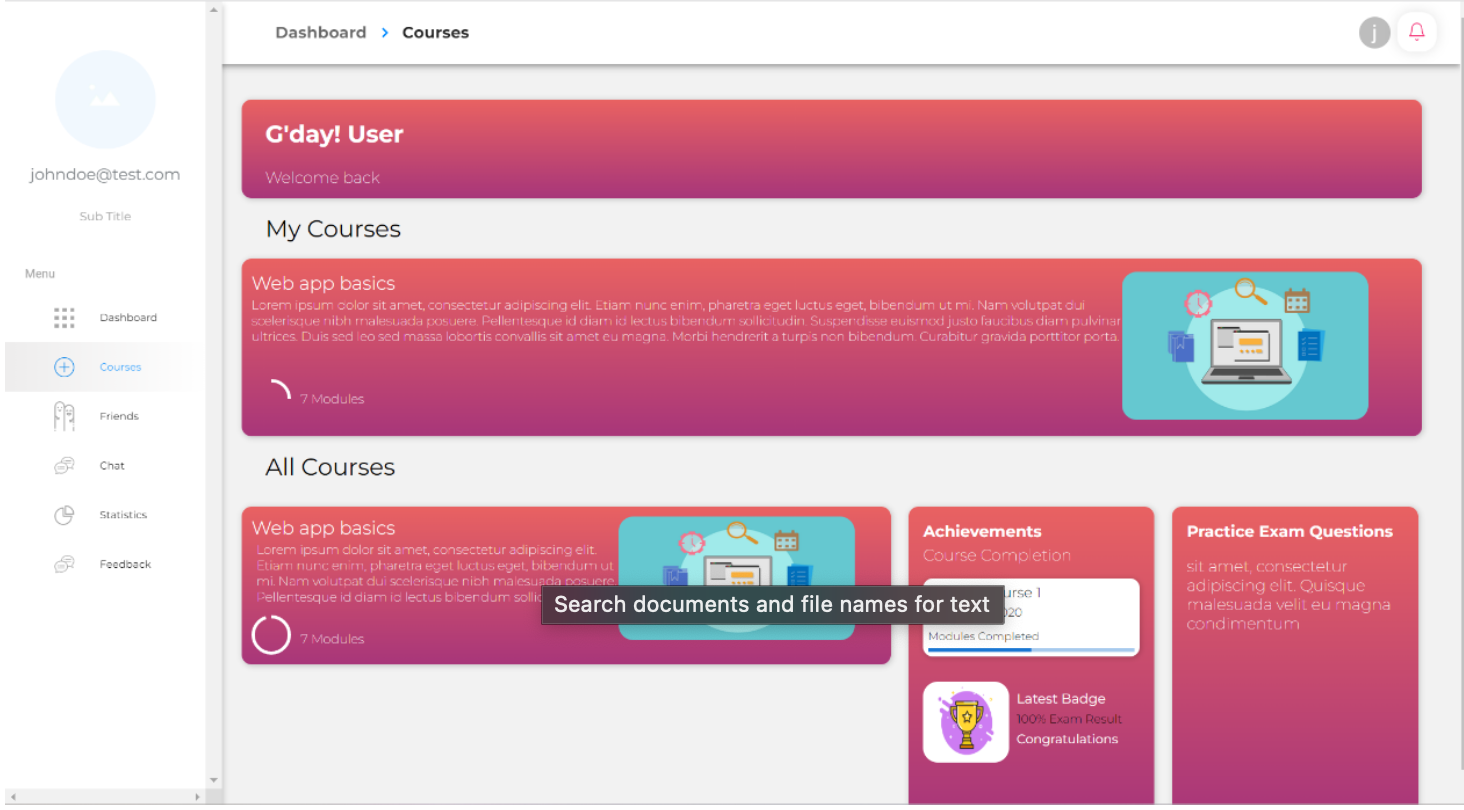 Dashboard > Courses
j
johndoe@test.com
Sub Title
Menu
Dashboard
Courses
Friends
Chat
Statistics
Feedback
G'day! User
Welcome back
My Courses
Web app basics
Lorem ipsum dolor sit amet, consectetur adipiscing elit. Etiam nunc enim, pharetra eget luctus eget, bibendum ut mi. Nam volutpat dui
scelerisque nibh malesuada posuere. Pellentesque id diam id lectus bibendum sollicitudin. Suspendisse euismod justo faucibus diam pulvinar
ultrices. Duis sed leo sed massa lobortis convallis sit amet eu magna. Morbi hendrerit a turpis non bibendum. Curabitur gravida porttitor porta.
7 Modules
W
All Courses
Web app basics
Lorem ipsum dolor sit amet, consectetur adipiscing elit.
Etiam nunc enim, pharetra eget luctus eget, bibendum ut
mi. Nam volutpat dui scelerisque nibh malesuada posuere.
Pellentesque id diam id lectus bibendum
7 Modules
Search documents and file names for text
Achievements
Course Completion
1
Modules Completed
Latest Badge
100% Exam Result
Congratulations
Practice Exam Questions
sit amet, consectetur
adipiscing elit. Quisque
malesuada velit eu magna
condimentum